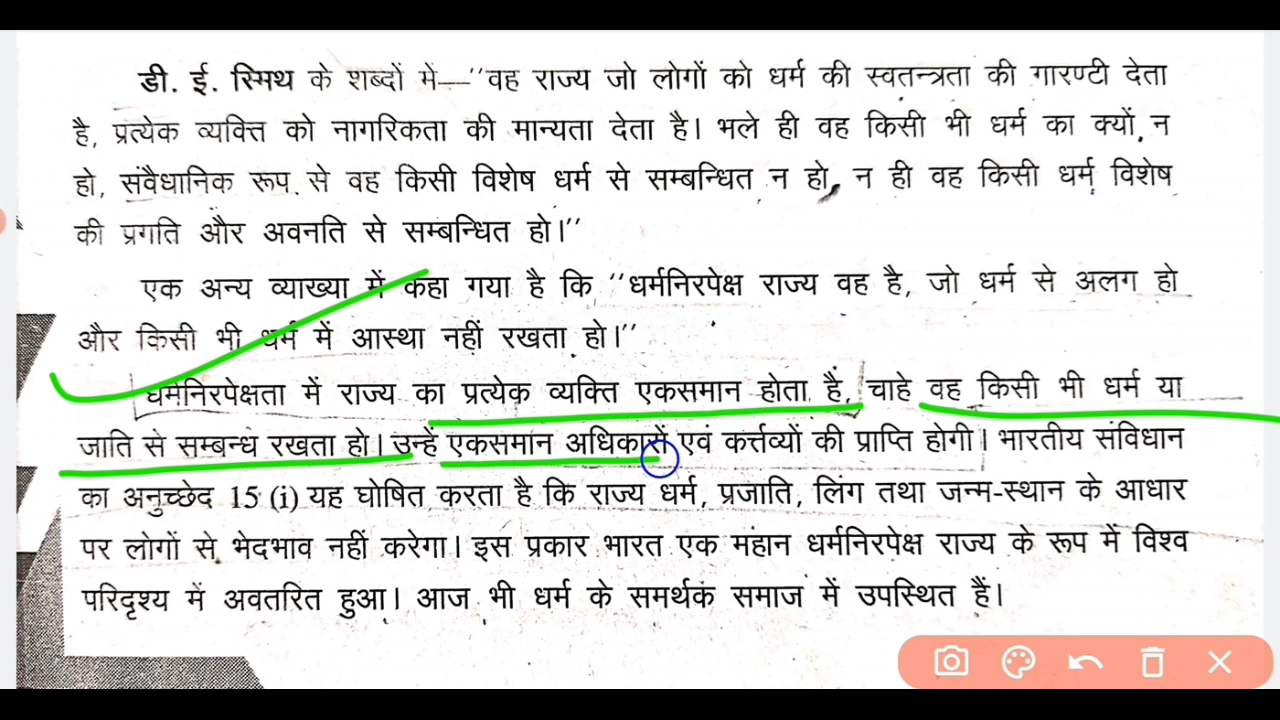 डी. ई. स्मिथ के शब्दों में—''वह राज्य जो लोगों को धर्म की स्वतन्त्रता की गारण्टी देता
है, प्रत्येक व्यक्ति को नागरिकता की मान्यता देता है। भले ही वह किसी भी धर्म का क्यों न
हो, संवैधानिक रूप से वह किसी विशेष धर्म से सम्बन्धित न हो, न ही वह किसी धर्म विशेष
की प्रगति और अवनति से सम्बन्धित हो।''
एक अन्य व्याख्या में कहा गया है कि ''धर्मनिरपेक्ष राज्य वह है, जो धर्म से अलग हो
और किसी भी धर्म में आस्था नहीं रखता हो।''
धर्मनिरपेक्षता में राज्य का प्रत्येक व्यक्ति एकसमान होता है, चाहे वह किसी भी धर्म या
जाति से सम्बन्ध रखता हो। उन्हें एकसमान अधिकारों एवं कर्त्तव्यों की प्राप्ति होगी। भारतीय संविधान
का अनुच्छेद 15 (i) यह घोषित करता है कि राज्य धर्म, प्रजाति, लिंग तथा जन्म-स्थान के आधार
पर लोगों से भेदभाव नहीं करेगा। इस प्रकार भारत एक महान धर्मनिरपेक्ष राज्य के रूप में विश्व
परिदृश्य में अवतरित हुआ। आज भी धर्म के समर्थक समाज में उपस्थित हैं।